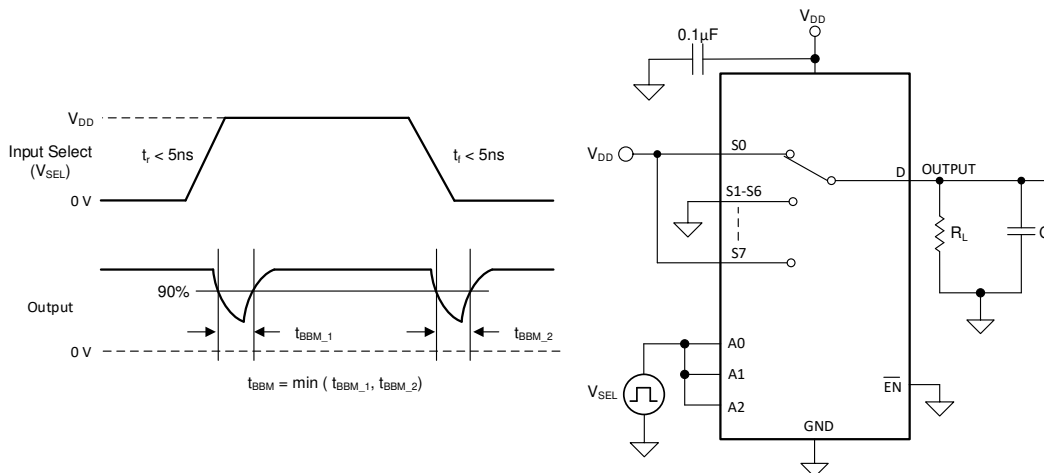 V_DD
Input Select
(V_SEL)
t_r < 5ns
t_f < 5ns
0 V
Output
90%
t_BBM_1
t_BBM_2
0 V
t_BBM = min ( t_BBM_1, t_BBM_2)
V_DD
0.1µF
V_DD
S0
D
OUTPUT
S1-S6
R_L
S7
A0
A1
V_SEL
A2
EN
GND